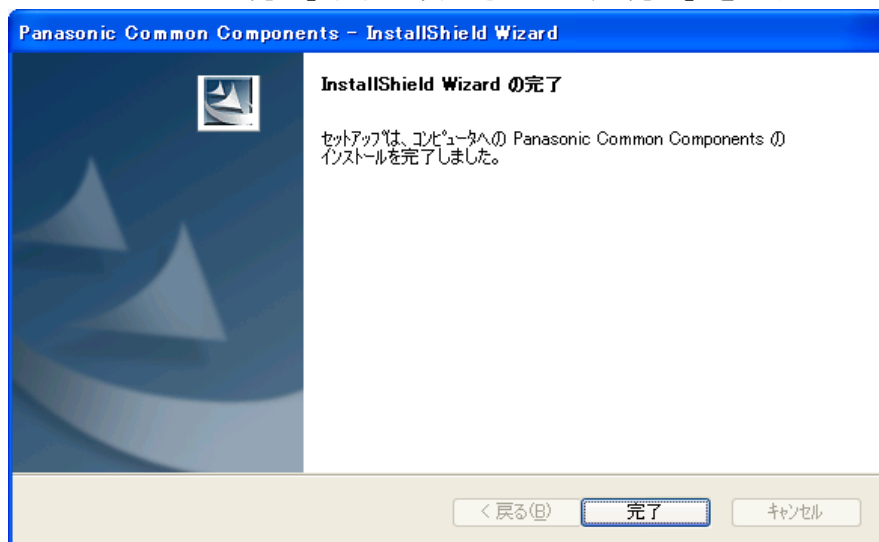 Panasonic Common Components - InstallShield Wizard
InstallShield Wizard の完了
セットアップは、コンピュータへの Panasonic Common Components の
インストールを完了しました。
< 戻る(B)
完了
キャンセル